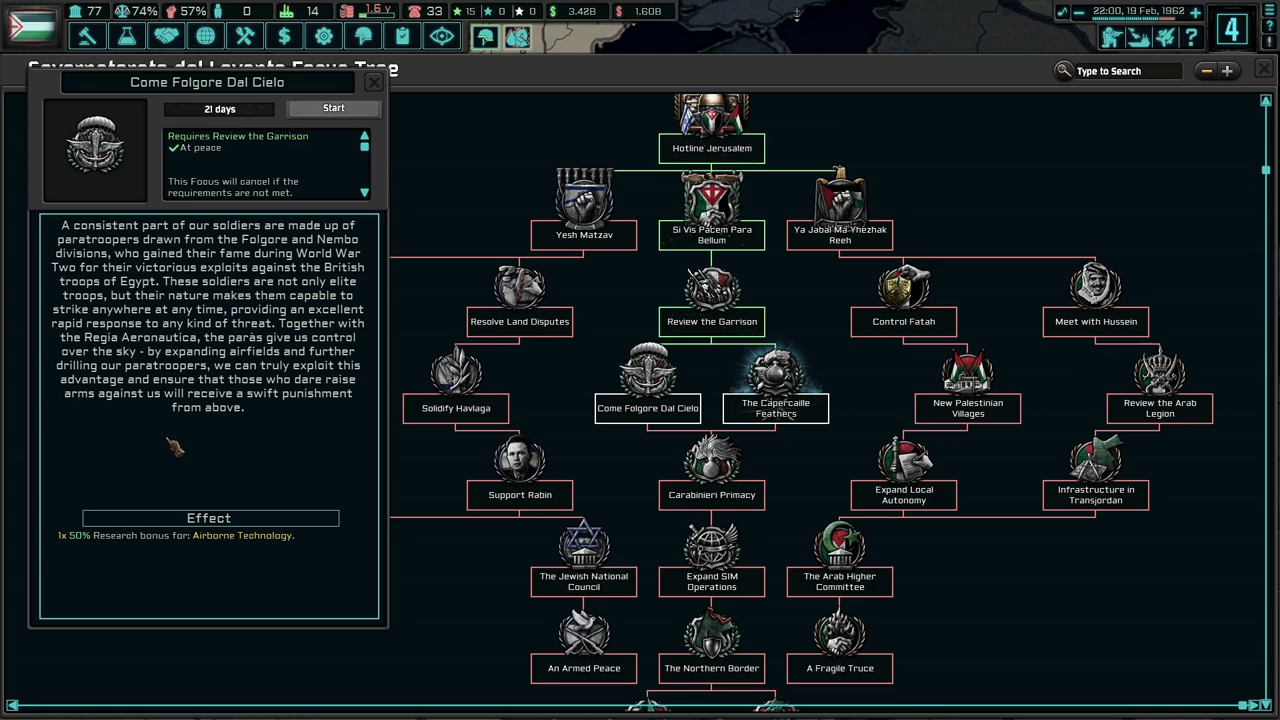 77
74%
57%
0
14
1.6 v
33
15
0
0
3.42B
1.60B
22:00, 19 Feb, 1962
4
Governatorato del Levante Focus Tree
Type to Search
Come Folgore Dal Cielo
21 days
Start
Requires Review the Garrison
At peace
This Focus will cancel if the
requirements are not met.
A consistent part of our soldiers are made up of
paratroopers drawn from the Folgore and Nembo
divisions, who gained their fame during World War
Two for their victorious exploits against the British
troops of Egypt. These soldiers are not only elite
troops, but their nature makes them capable to
strike anywhere at any time, providing an excellent
rapid response to any kind of threat. Together with
the Regia Aeronautica, the paràs give us control
over the sky - by expanding airfields and further
drilling our paratroopers, we can truly exploit this
advantage and ensure that those who dare raise
arms against us will receive a swift punishment
from above.
Effect
1x 50% Research bonus for: Airborne Technology.
Hotline Jerusalem
Yesh Matzav
Si Vis Pacem Para
Bellum
Ya Jabal Ma Yhezhak
Reeh
Resolve Land Disputes
Review the Garrison
Control Fatah
Meet with Hussein
Solidify Havlaga
Come Folgore Dal Cielo
The Capercaille
Feathers
New Palestinian
Villages
Review the Arab
Legion
Support Rabin
Carabinieri Primacy
Expand Local
Autonomy
Infrastructure in
Transjordan
The Jewish National
Council
Expand SIM
Operations
The Arab Higher
Committee
An Armed Peace
The Northern Border
A Fragile Truce